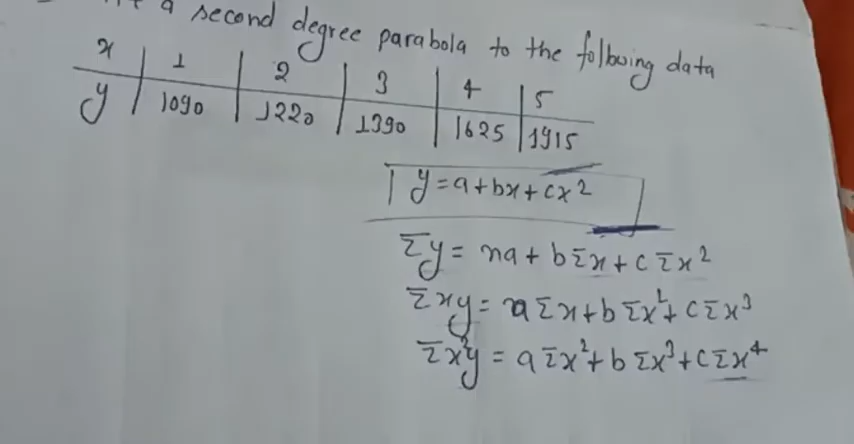 a second degree parabola to the following data
x 1 2 3 4 5
y 1090 1220 1390 1625 1915
y = a + bx + cx²
Σy = na + bΣx + cΣx²
Σxy = aΣx + bΣx² + cΣx³
Σx²y = aΣx² + bΣx³ + cΣx⁴